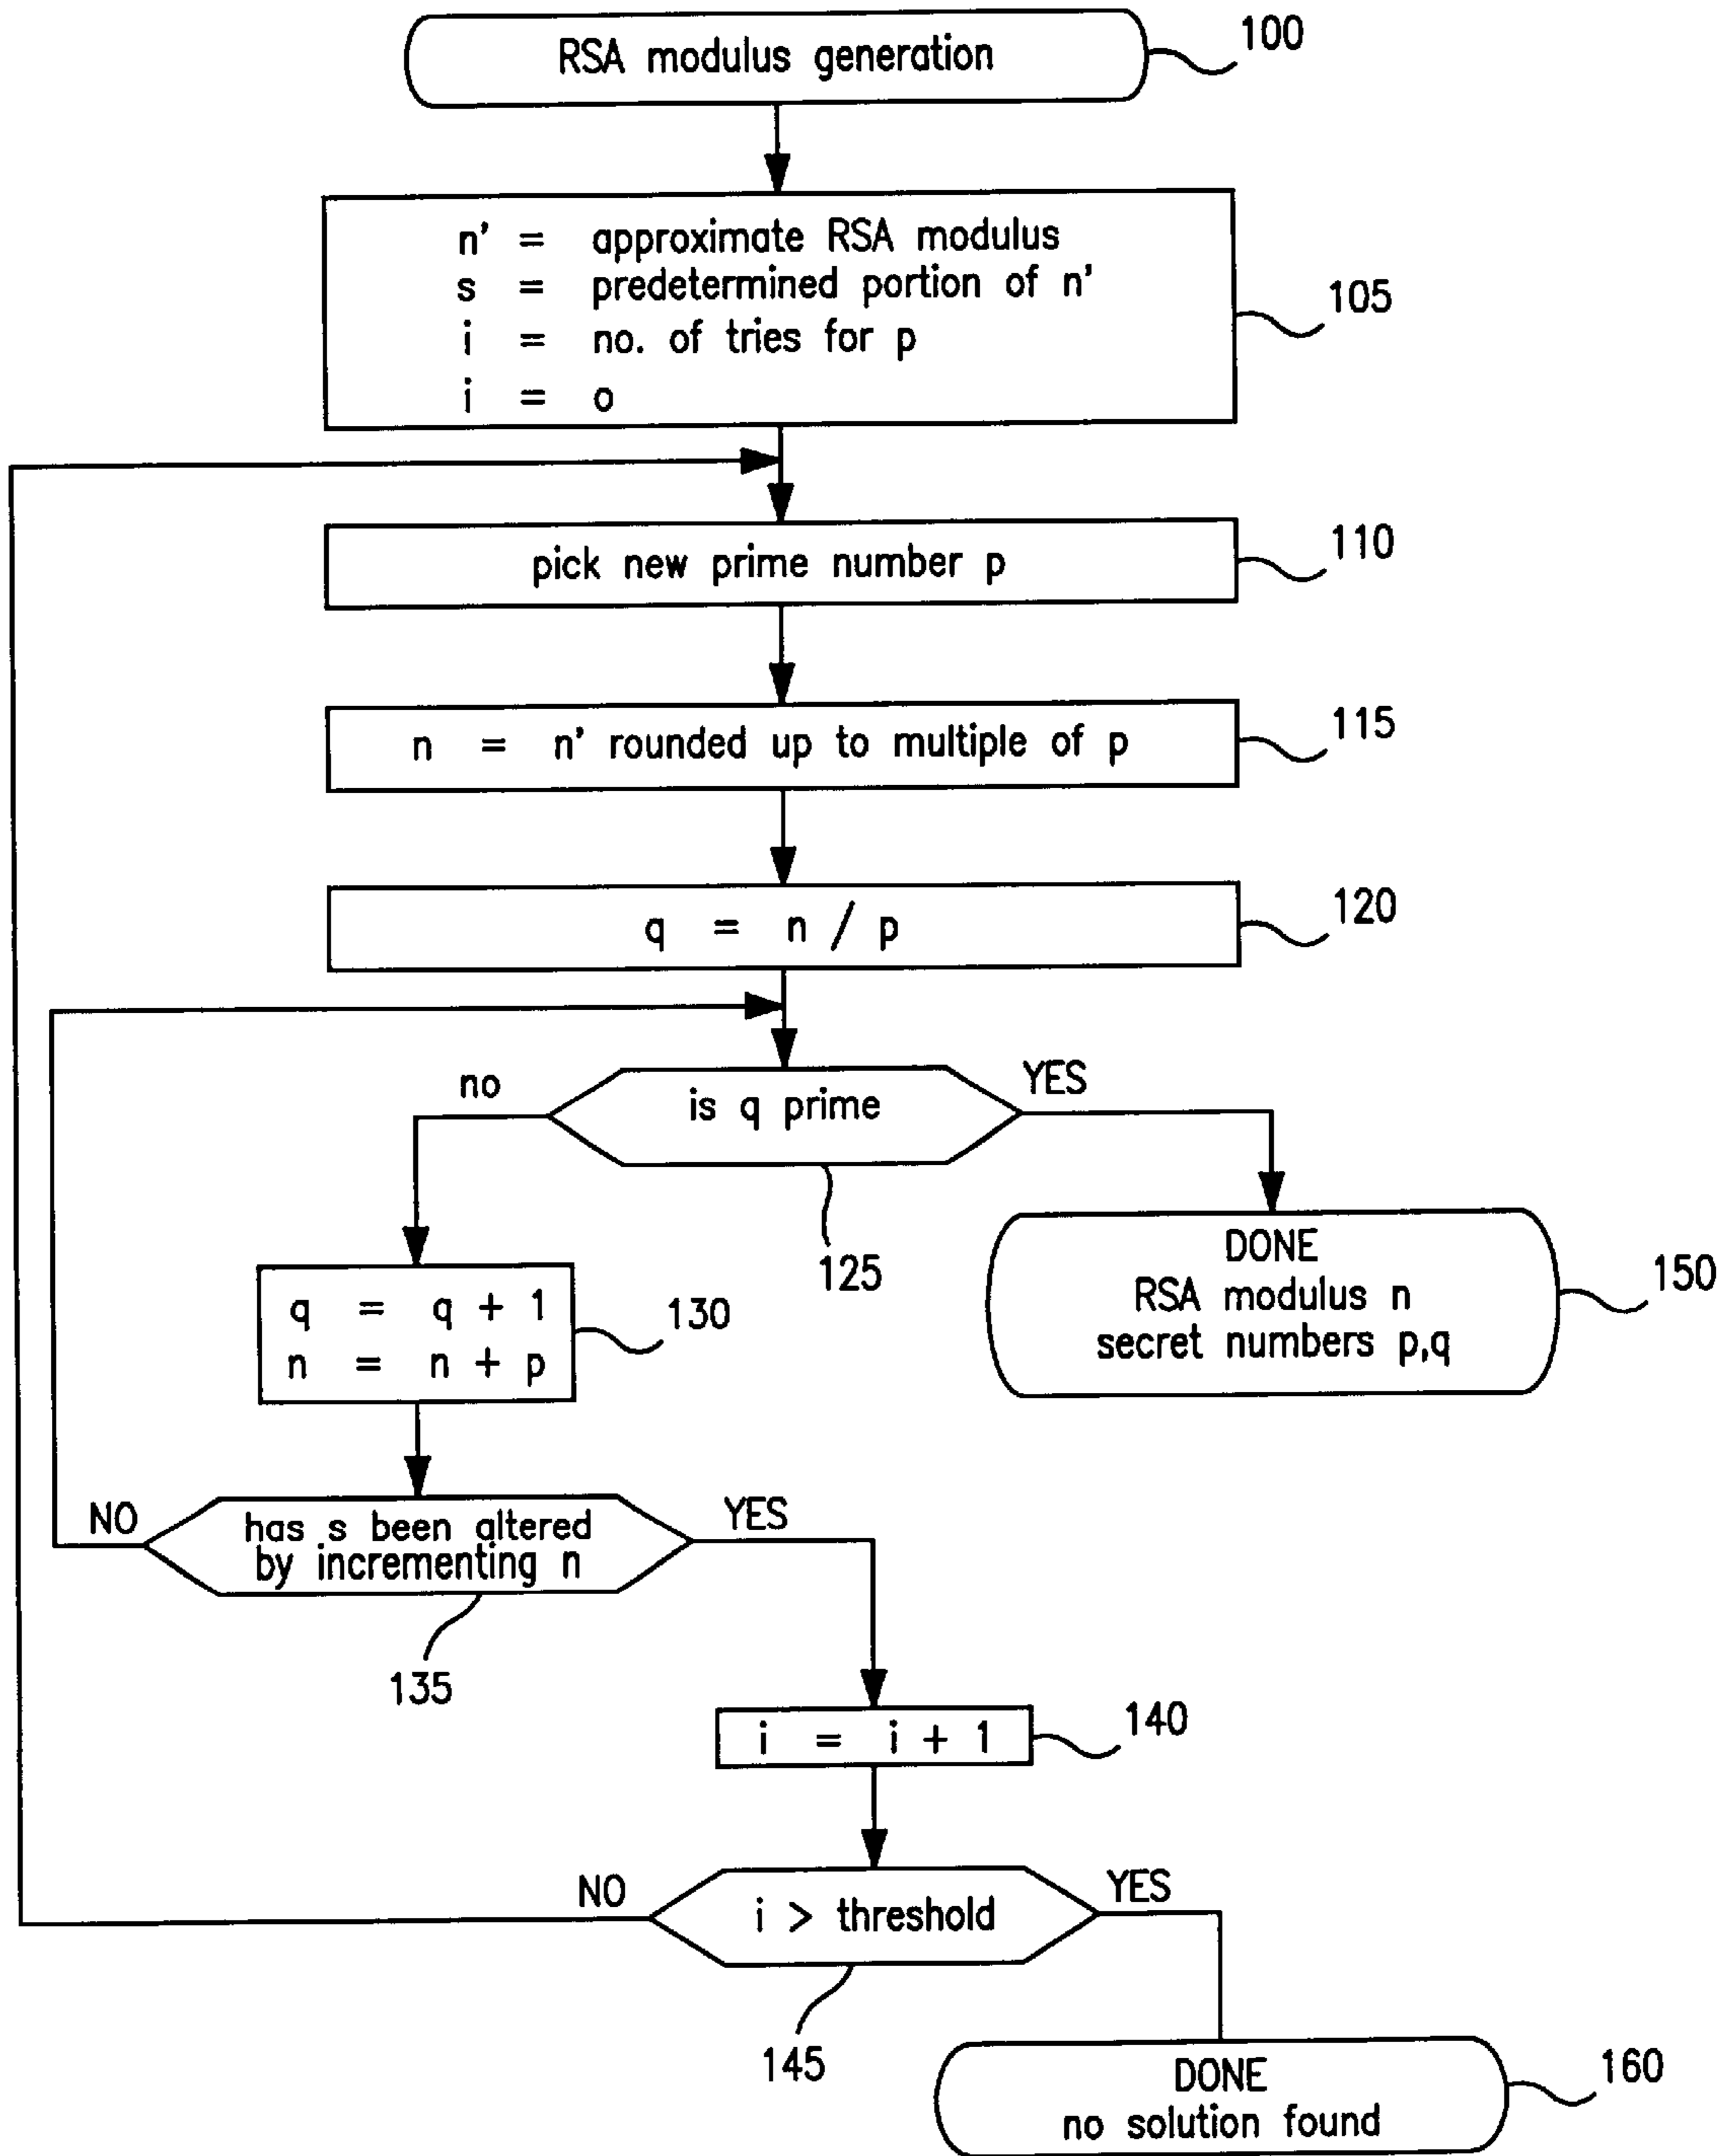 RSA modulus generation
100
n' = approximate RSA modulus
s = predetermined portion of n'
i = no. of tries for p
i = o
105
pick new prime number p
110
n = n' rounded up to multiple of p
115
q = n / p
120
no
is q prime
YES
125
q = q + 1
n = n + p
130
DONE
RSA modulus n
secret numbers p,q
150
NO
has s been altered
by incrementing n
YES
135
i = i + 1
140
NO
i > threshold
YES
145
DONE
no solution found
160